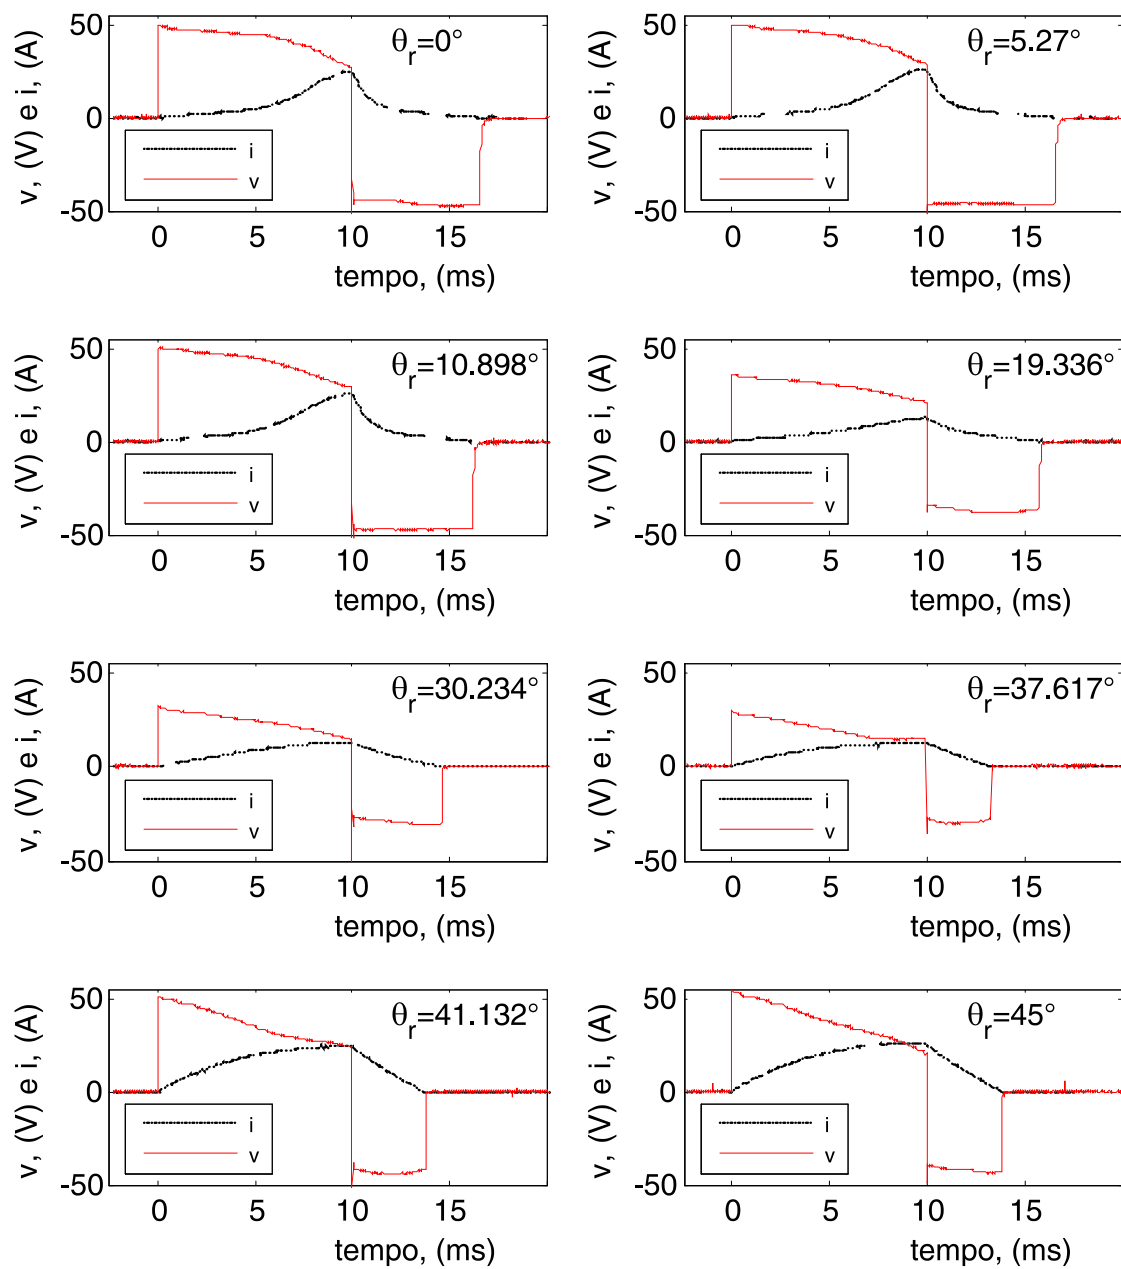 v, (V) e i, (A)
50
0
-50
θr=0°
i
v
0 5 10 15
tempo, (ms)
v, (V) e i, (A)
50
0
-50
θr=5.27°
i
v
0 5 10 15
tempo, (ms)
v, (V) e i, (A)
50
0
-50
θr=10.898°
i
v
0 5 10 15
tempo, (ms)
v, (V) e i, (A)
50
0
-50
θr=19.336°
i
v
0 5 10 15
tempo, (ms)
v, (V) e i, (A)
50
0
-50
θr=30.234°
i
v
0 5 10 15
tempo, (ms)
v, (V) e i, (A)
50
0
-50
θr=37.617°
i
v
0 5 10 15
tempo, (ms)
v, (V) e i, (A)
50
0
-50
θr=41.132°
i
v
0 5 10 15
tempo, (ms)
v, (V) e i, (A)
50
0
-50
θr=45°
i
v
0 5 10 15
tempo, (ms)